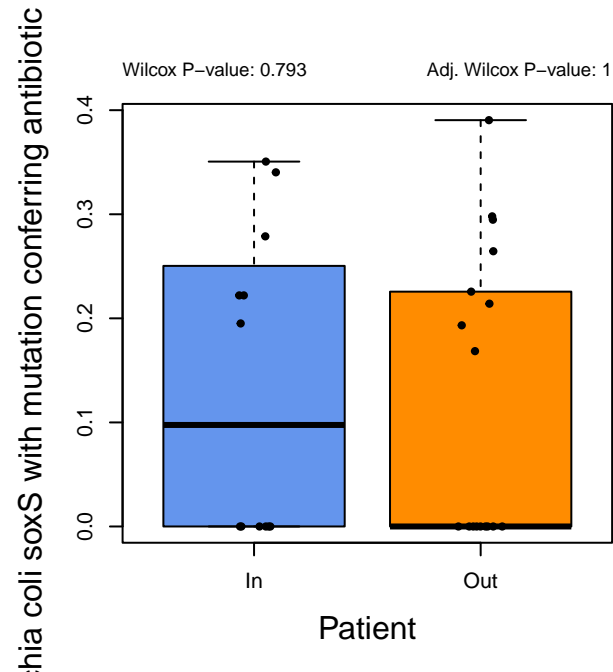 Wilcox P−value: 0.793
Adj. Wilcox P−value: 1
chia coli soxS with mutation conferring antibiotic
0.4
0.3
0.2
0.1
0.0
In
Out
Patient